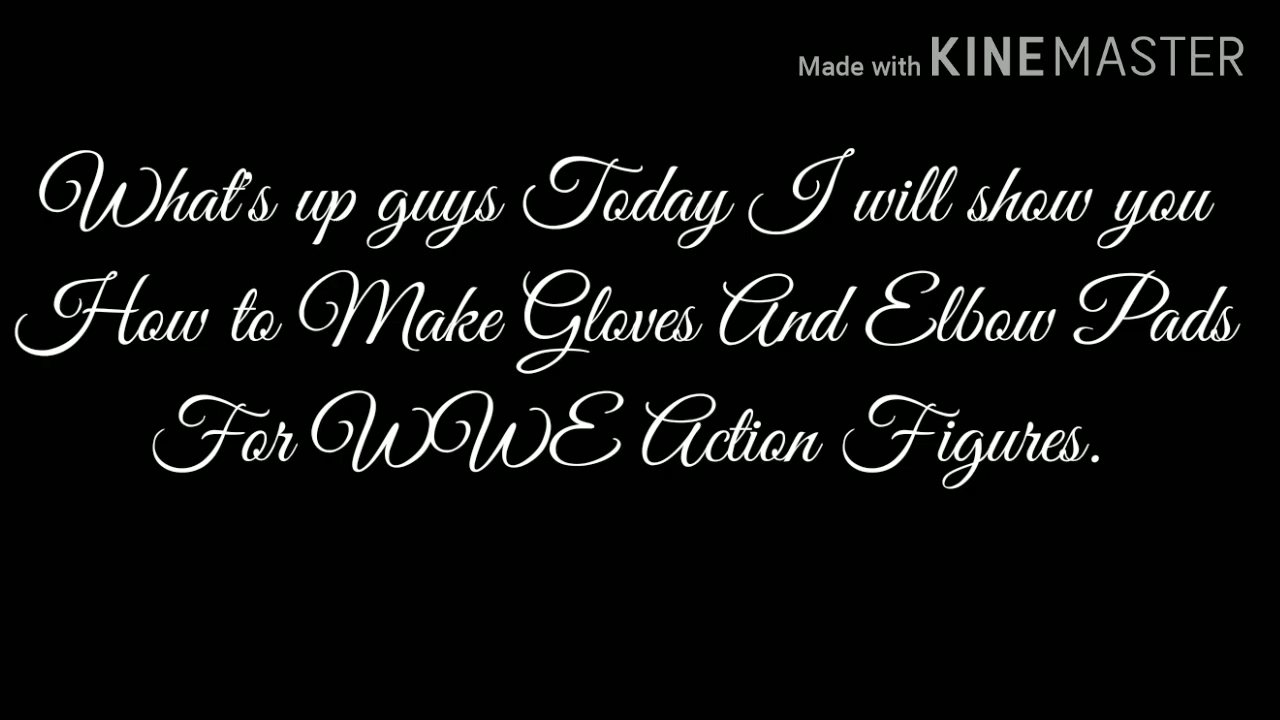 Made with KINEMASTER
What's up guys Today I will show you
How to Make Gloves And Elbow Pads
For WWE Action Figures.